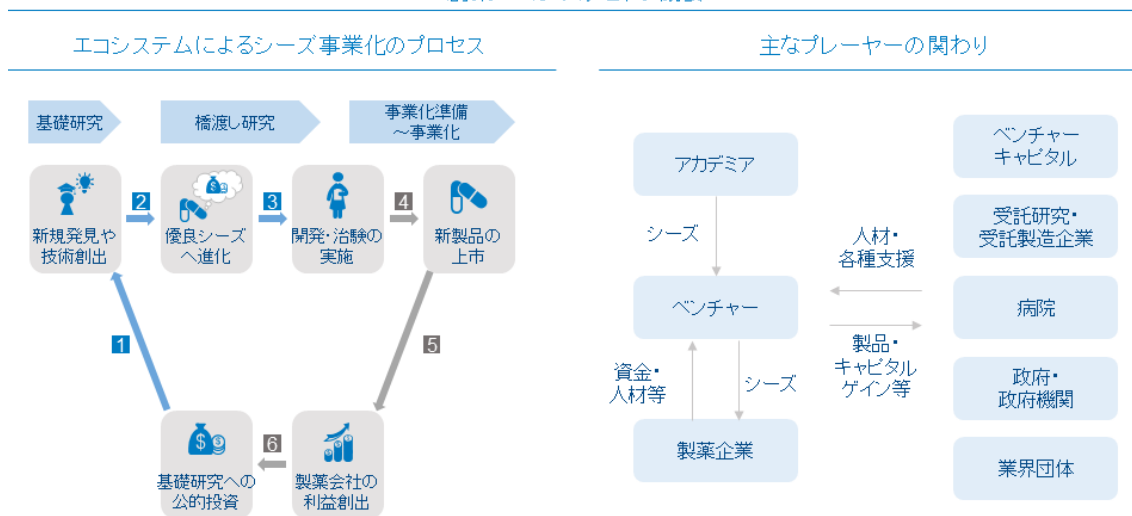 エコシステムによるシーズ事業化のプロセス
基礎研究
橋渡し研究
事業化準備
~事業化
新規発見や
技術創出
2
優良シーズ
へ進化
3
開発・治験の
実施
4
新製品の
上市
1
5
基礎研究への
公的投資
6
製薬会社の
利益創出
主なプレーヤーの関わり
アカデミア
シーズ
ベンチャー
資金・
人材等
シーズ
製薬企業
人材・
各種支援
製品・
キャピタル
ゲイン等
ベンチャー
キャピタル
受託研究・
受託製造企業
病院
政府・
政府機関
業界団体